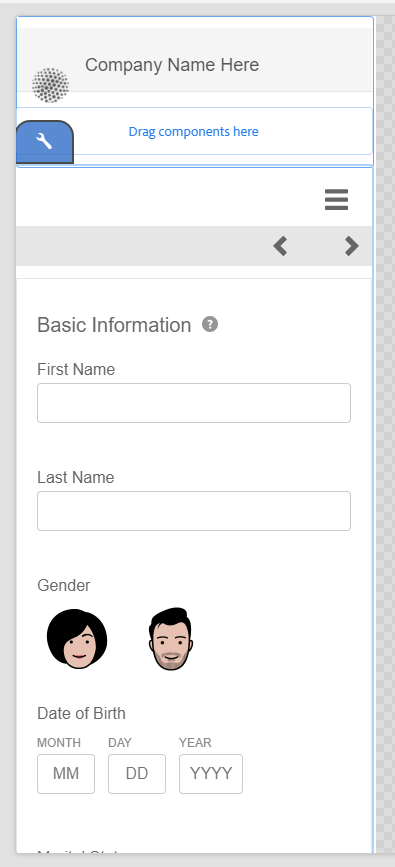 Company Name Here
Drag components here
Basic Information ?
First Name
Last Name
Gender
Date of Birth
MONTH DAY YEAR
MM DD YYYY